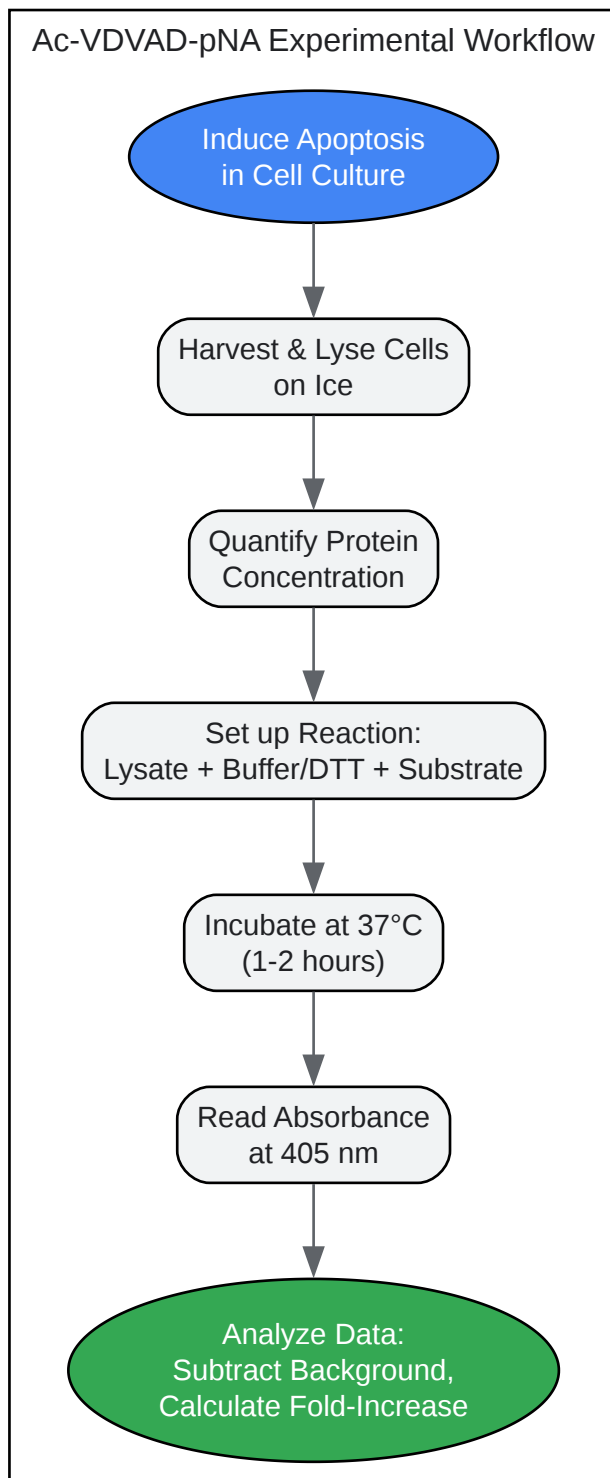 Ac-VDVAD-pNA Experimental Workflow
Induce Apoptosis
in Cell Culture
Harvest & Lyse Cells
on Ice
Quantify Protein
Concentration
Set up Reaction:
Lysate + Buffer/DTT + Substrate
Incubate at 37°C
(1-2 hours)
Read Absorbance
at 405 nm
Analyze Data:
Subtract Background,
Calculate Fold-Increase